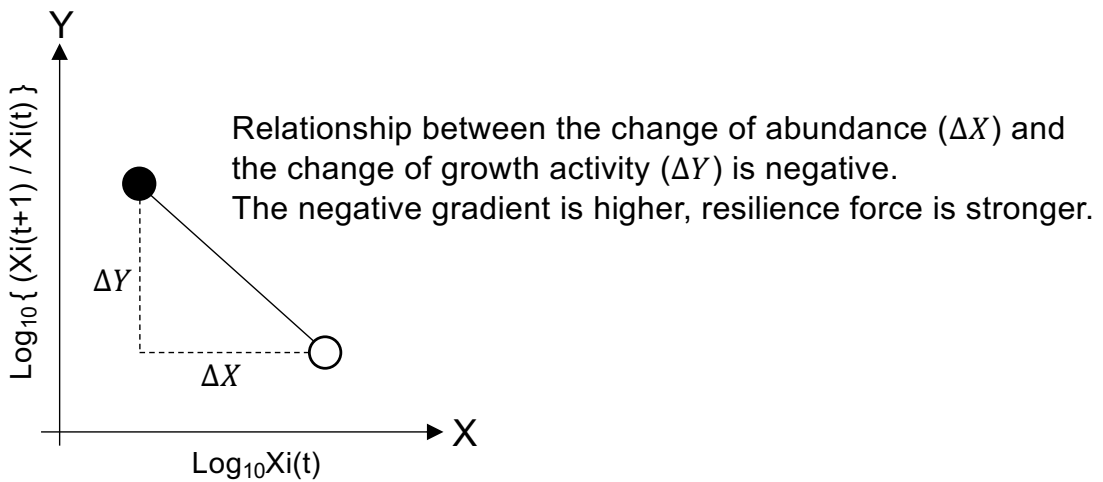 Y
Log₁₀{ (Xi(t+1) / Xi(t) }
Relationship between the change of abundance (ΔX) and
the change of growth activity (ΔY) is negative.
The negative gradient is higher, resilience force is stronger.
ΔY
ΔX
X
Log₁₀Xi(t)